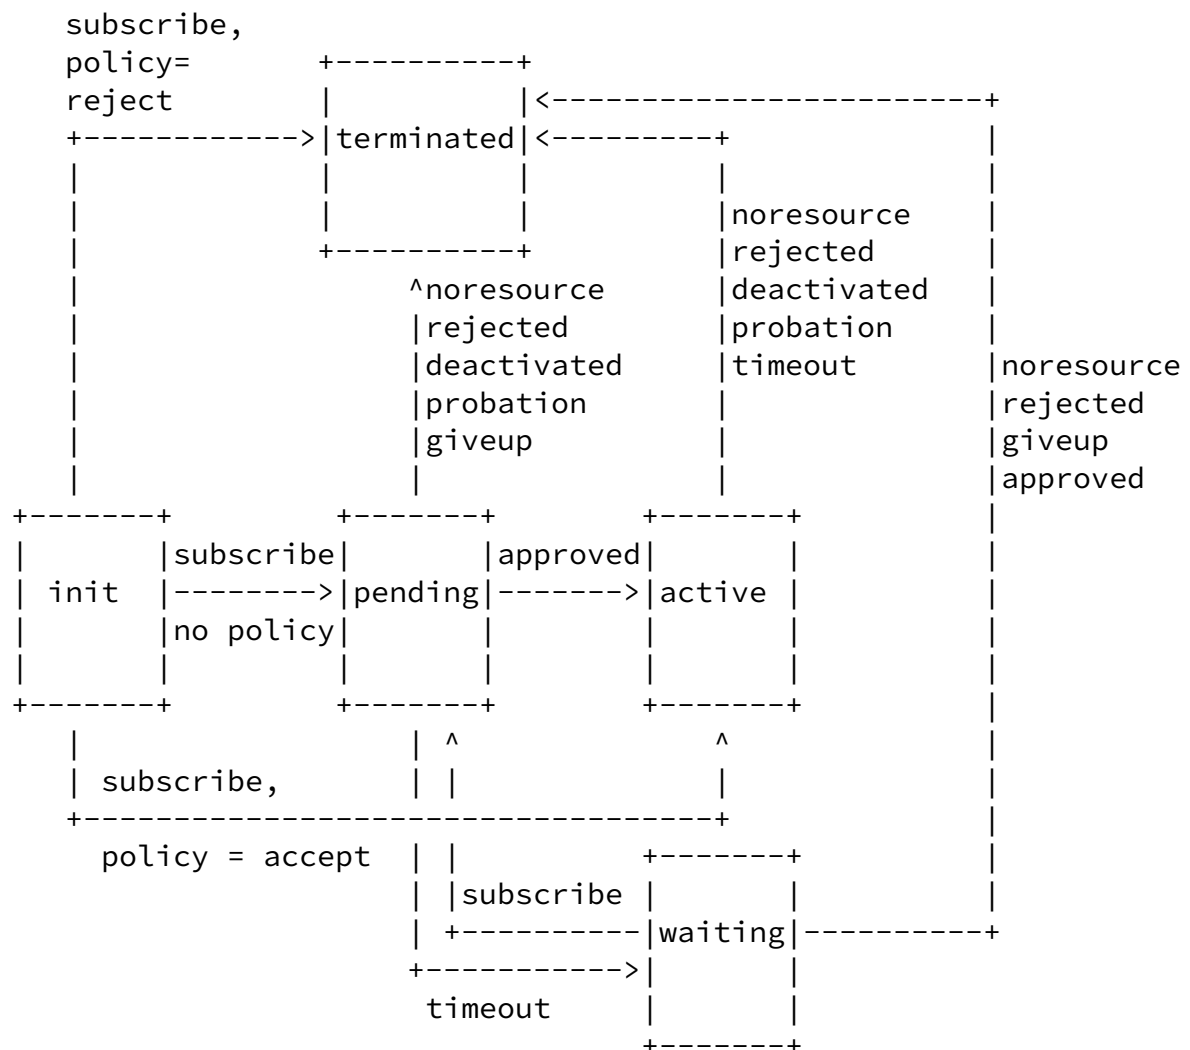 subscribe,
policy=
reject
terminated
noresource
rejected
deactivated
probation
timeout
noresource
rejected
deactivated
probation
giveup
noresource
rejected
giveup
approved
init
subscribe
no policy
pending
approved
active
subscribe,
policy = accept
subscribe
waiting
timeout